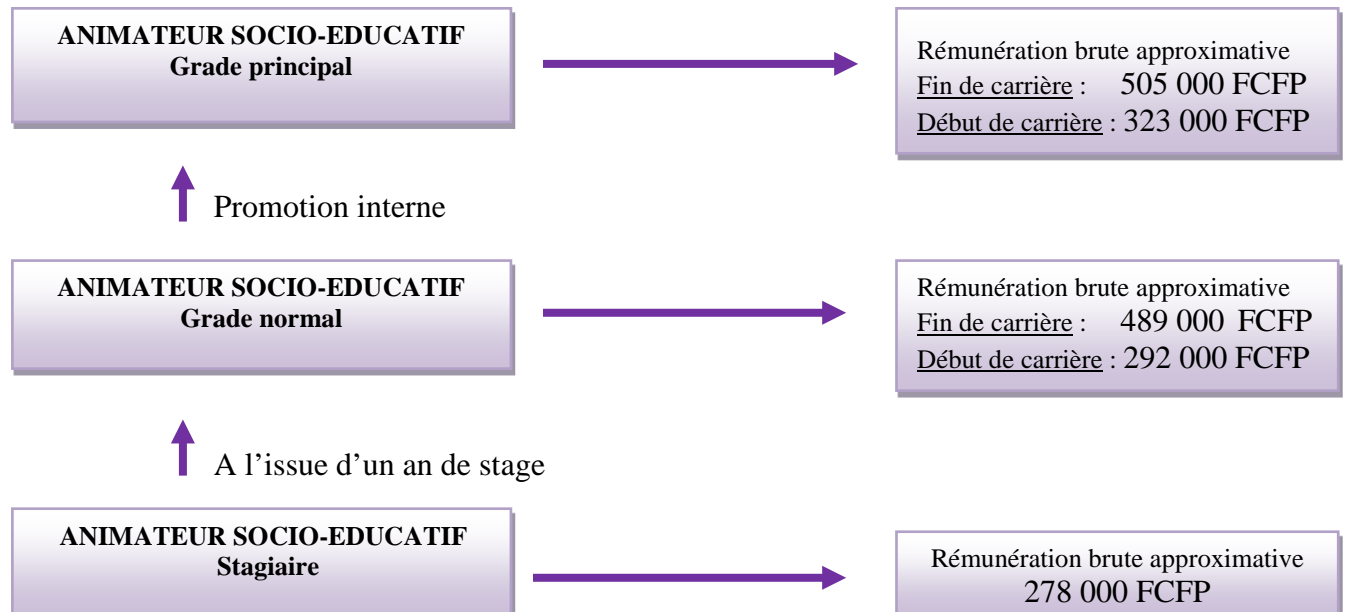 ANIMATEUR SOCIO-EDUCATIF
Grade principal
Rémunération brute approximative
Fin de carrière : 505 000 FCFP
Début de carrière : 323 000 FCFP
Promotion interne
ANIMATEUR SOCIO-EDUCATIF
Grade normal
Rémunération brute approximative
Fin de carrière : 489 000 FCFP
Début de carrière : 292 000 FCFP
A l’issue d’un an de stage
ANIMATEUR SOCIO-EDUCATIF
Stagiaire
Rémunération brute approximative
278 000 FCFP